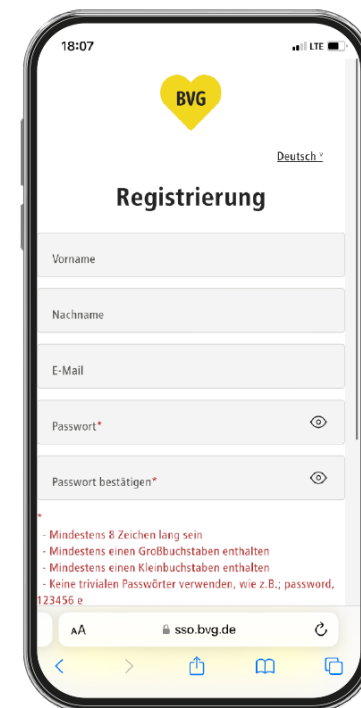 18:07
LTE
BVG
Deutsch
Registrierung
Vorname
Nachname
E-Mail
Passwort*
Passwort bestätigen*
*
- Mindestens 8 Zeichen lang sein
- Mindestens einen Großbuchstaben enthalten
- Mindestens einen Kleinbuchstaben enthalten
- Keine trivialen Passwörter verwenden, wie z.B.; password,
123456 e
AA
sso.bvg.de